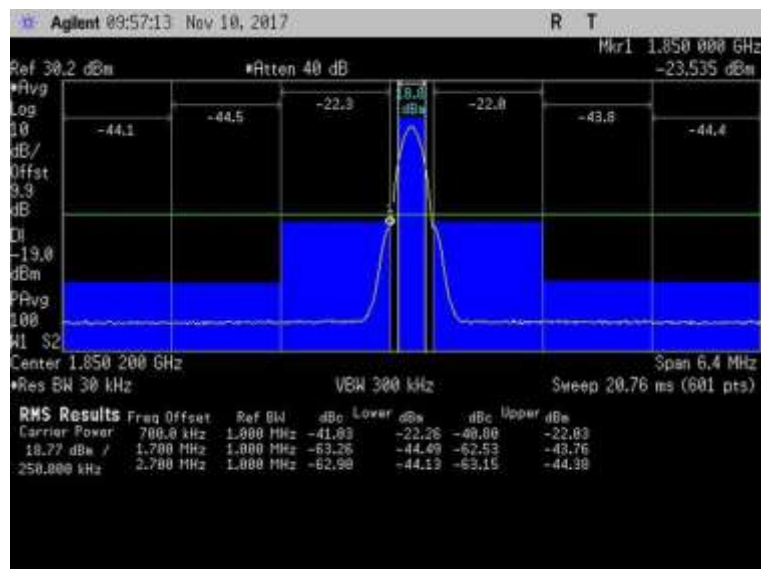 Agilent 09:57:13 Nov 10, 2017 R T
Mkr1 1.850 000 GHz
Ref 30.2 dBm #Atten 40 dB -23.535 dBm
#Avg
Log
10
dB/
Offset
9.9
dB
DI
-19.0
dBm
PAvg
100
W1 S2
-44.1 -44.5 -22.3 18.8 dBm -22.0 -43.8 -44.4
1
Center 1.850 200 GHz Span 6.4 MHz
#Res BW 30 kHz VBW 300 kHz Sweep 20.76 ms (601 pts)
RMS Results Freq Offset Ref BW dBc Lower dBm dBc Upper dBm
Carrier Power 700.0 kHz 1.000 MHz -41.03 -22.26 -40.80 -22.03
18.77 dBm / 1.700 MHz 1.000 MHz -63.26 -44.49 -62.53 -43.76
250.000 kHz 2.700 MHz 1.000 MHz -62.90 -44.13 -63.15 -44.38